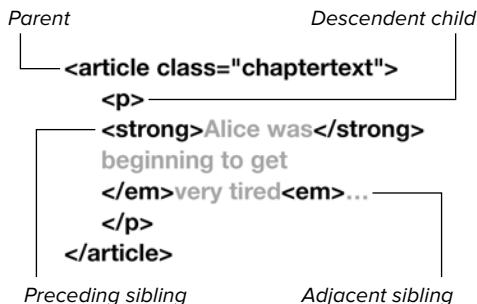 Parent Descendent child
<article class="chaptertext">
<p>
<strong>Alice was</strong>
beginning to get
</em>very tired<em>...
</p>
</article>
Preceding sibling Adjacent sibling